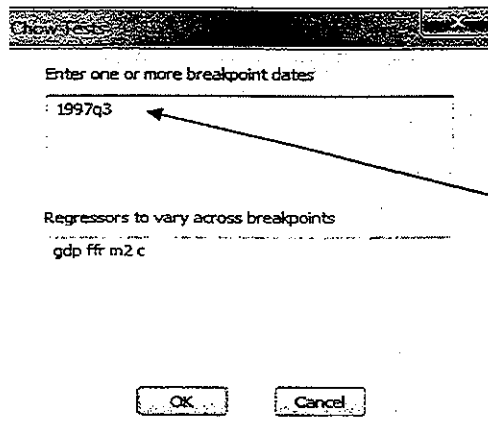 Chow Tests
Enter one or more breakpoint dates
1997q3
Regressors to vary across breakpoints
gdp ffr m2 c
OK
Cancel